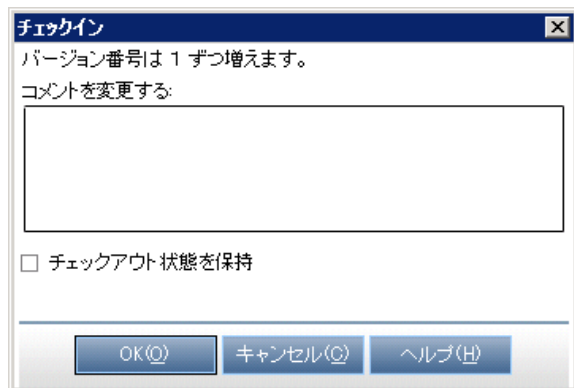 チェックイン
バージョン番号は 1 ずつ増えます。
コメントを変更する:
チェックアウト状態を保持
OK(O) キャンセル(C) ヘルプ(H)